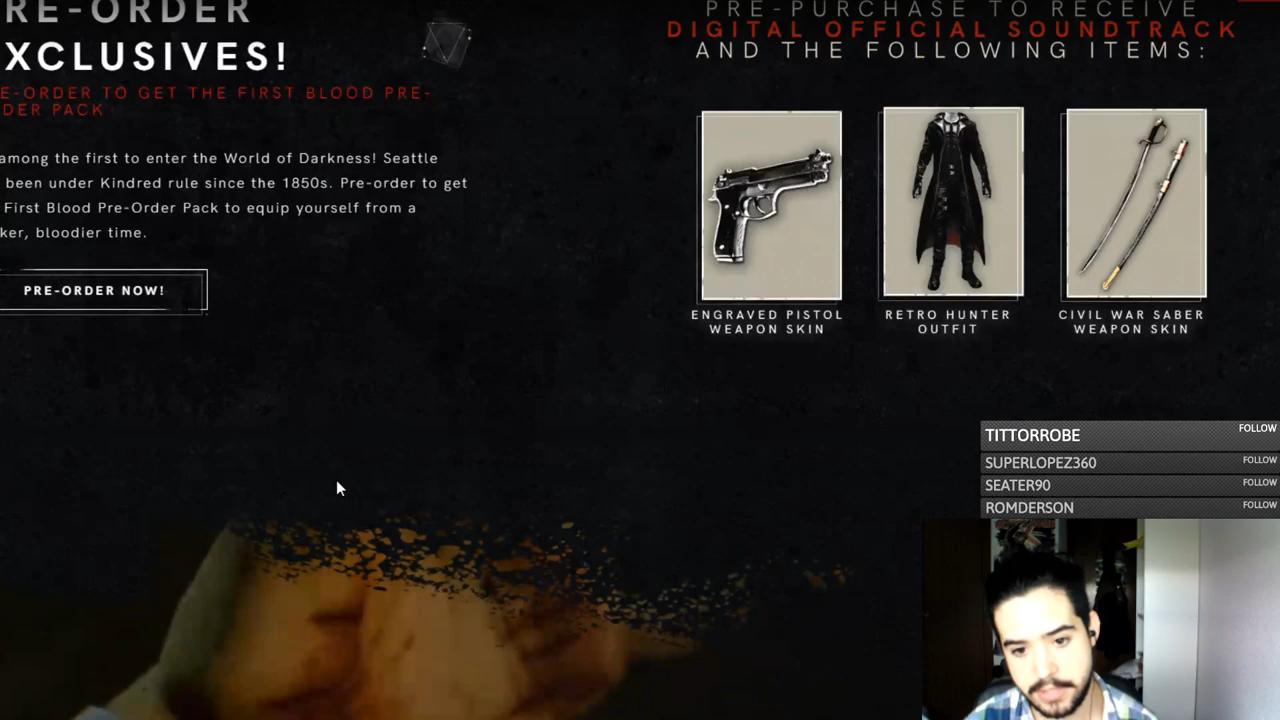 RE-ORDER
XCLUSIVES!
E-ORDER TO GET THE FIRST BLOOD PRE-
DER PACK
among the first to enter the World of Darkness! Seattle
been under Kindred rule since the 1850s. Pre-order to get
First Blood Pre-Order Pack to equip yourself from a
ker, bloodier time.
PRE-ORDER NOW!
PRE-PURCHASE TO RECEIVE
DIGITAL OFFICIAL SOUNDTRACK
AND THE FOLLOWING ITEMS:
ENGRAVED PISTOL
WEAPON SKIN
RETRO HUNTER
OUTFIT
CIVIL WAR SABER
WEAPON SKIN
TITTORROBE FOLLOW
SUPERLOPEZ360 FOLLOW
SEATER90 FOLLOW
ROMDERSON FOLLOW